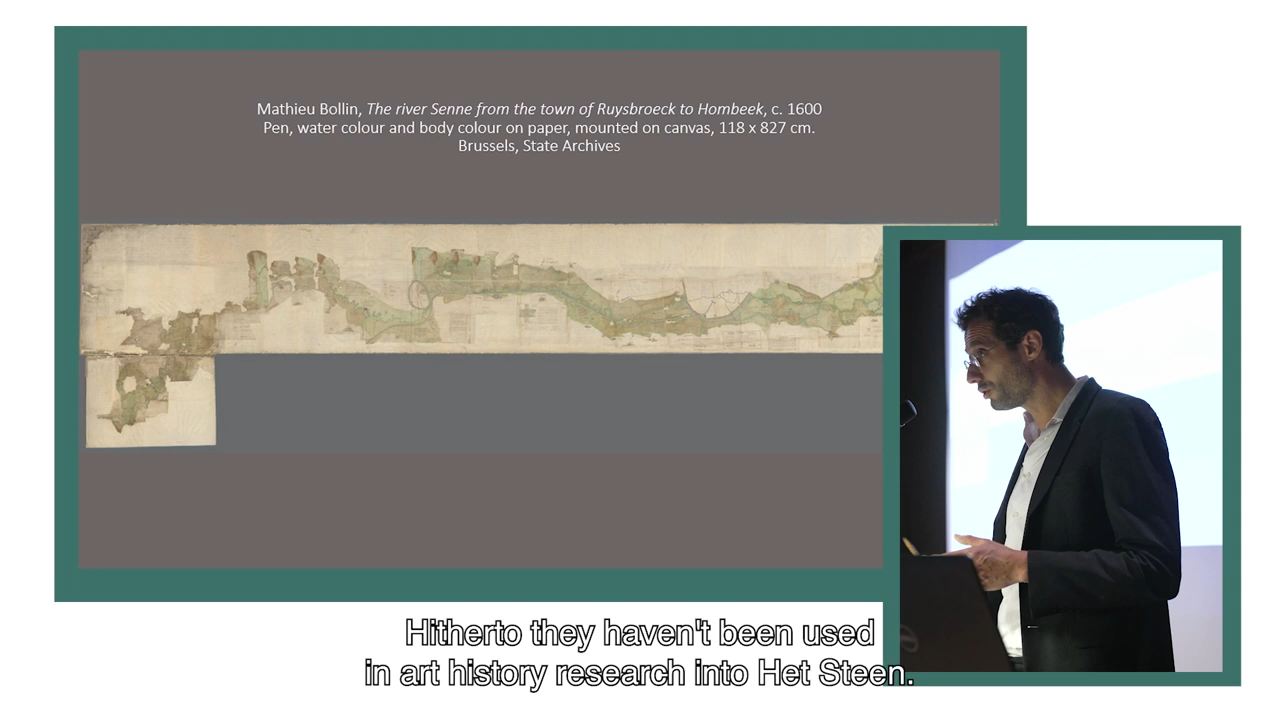 Mathieu Bollin, The river Senne from the town of Ruysbroeck to Hombeek, c. 1600
Pen, water colour and body colour on paper, mounted on canvas, 118 x 827 cm.
Brussels, State Archives
Hitherto they haven't been used
in art history research into Het Steen.